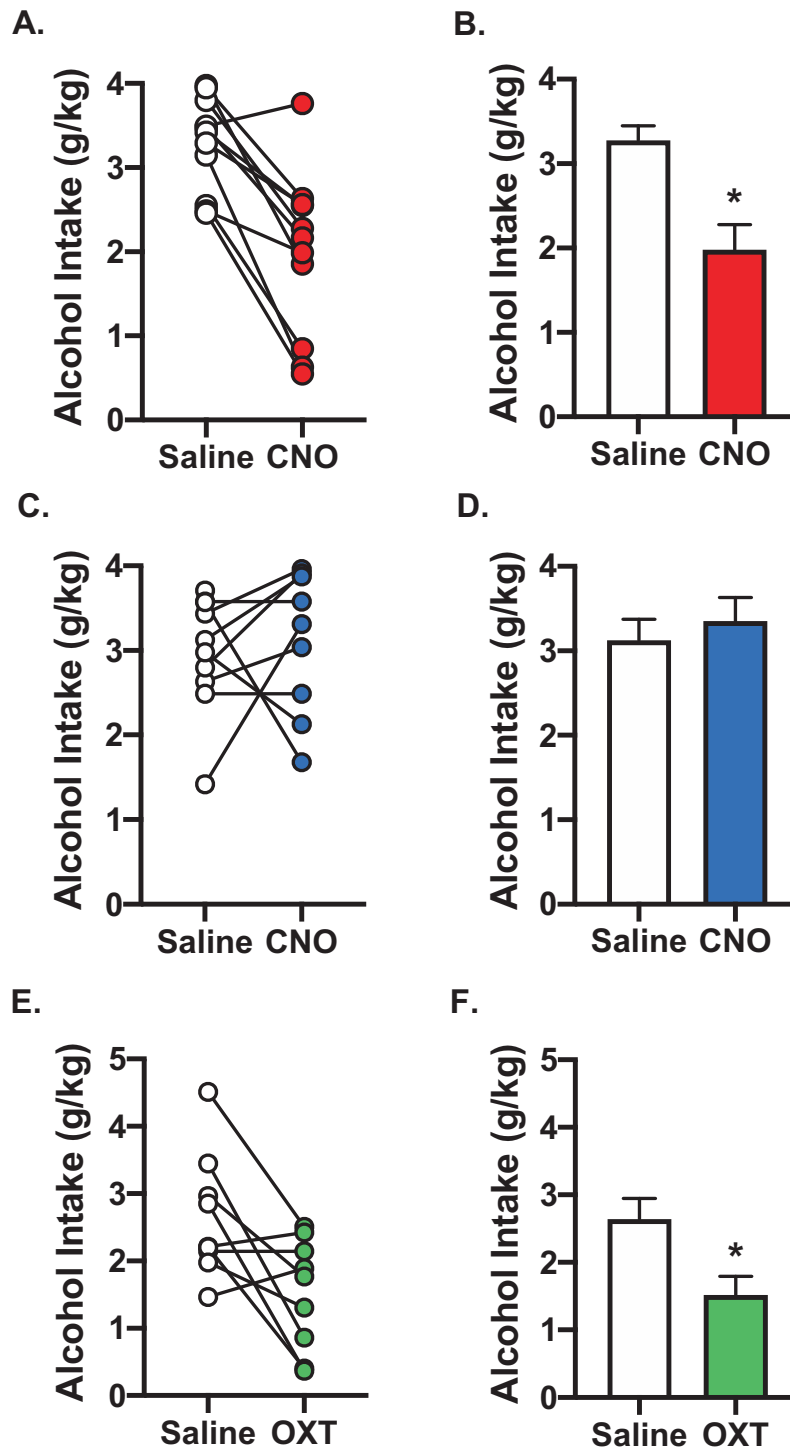 A.
Alcohol Intake (g/kg)
4
3
2
1
0
Saline CNO
B.
Alcohol Intake (g/kg)
4
3
2
1
0
*
Saline CNO
C.
Alcohol Intake (g/kg)
4
3
2
1
0
Saline CNO
D.
Alcohol Intake (g/kg)
4
3
2
1
0
Saline CNO
E.
Alcohol Intake (g/kg)
5
4
3
2
1
0
Saline OXT
F.
Alcohol Intake (g/kg)
5
4
3
2
1
0
*
Saline OXT